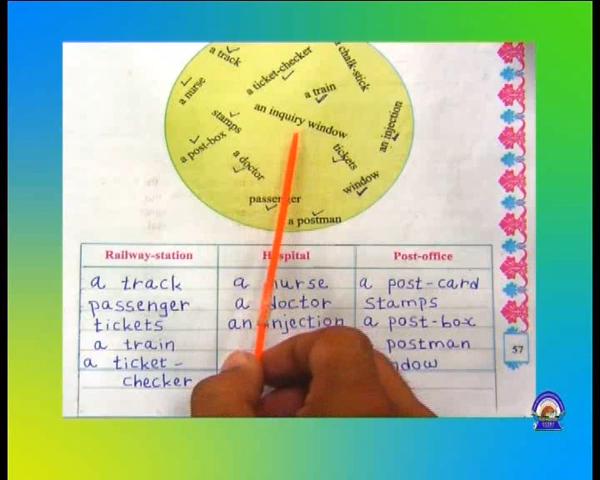 a track
a ticket-checker
a chalk-stick
a nurse
a train
stamps
an inquiry window
an injection
a post-box
a doctor
tickets
window
passenger
a postman
Railway-station Hospital Post-office
a track a nurse a post-card
passenger a doctor stamps
tickets an injection a post-box
a train postman
a ticket-
checker
57